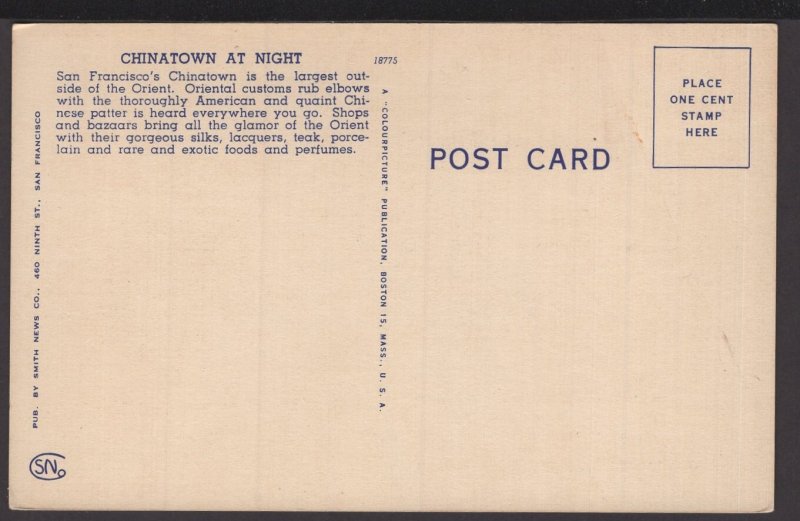 CHINATOWN AT NIGHT
San Francisco's Chinatown is the largest out-
side of the Orient. Oriental customs rub elbows
with the thoroughly American and quaint Chi-
nese patter is heard everywhere you go. Shops
and bazaars bring all the glamor of the Orient
with their gorgeous silks, lacquers, teak, porce-
lain and rare and exotic foods and perfumes.
PUB. BY SMITH NEWS CO., 460 NINTH ST., SAN FRANCISCO
SNo
18775
A "COLOURPICTURE" PUBLICATION, BOSTON 15, MASS., U. S. A.
POST CARD
PLACE
ONE CENT
STAMP
HERE